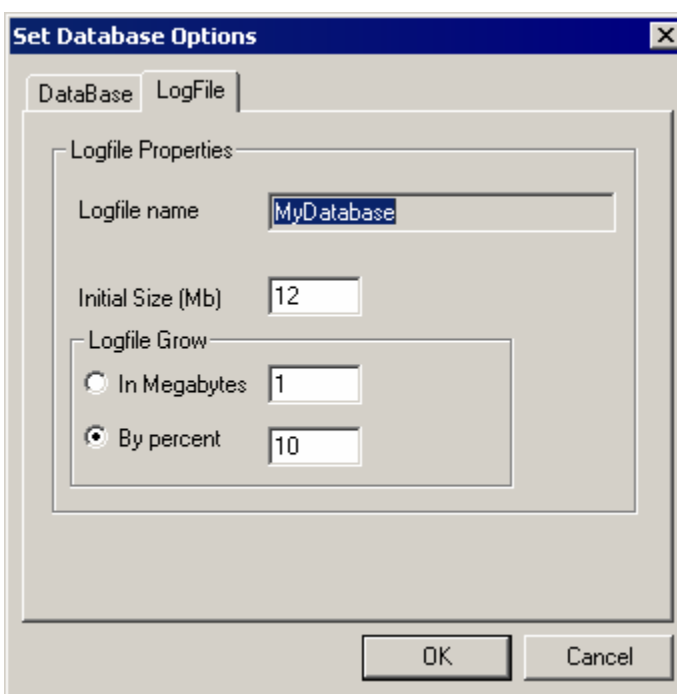 Set Database Options
DataBase LogFile
Logfile Properties
Logfile name MyDatabase
Initial Size (Mb) 12
Logfile Grow
In Megabytes 1
By percent 10
OK Cancel